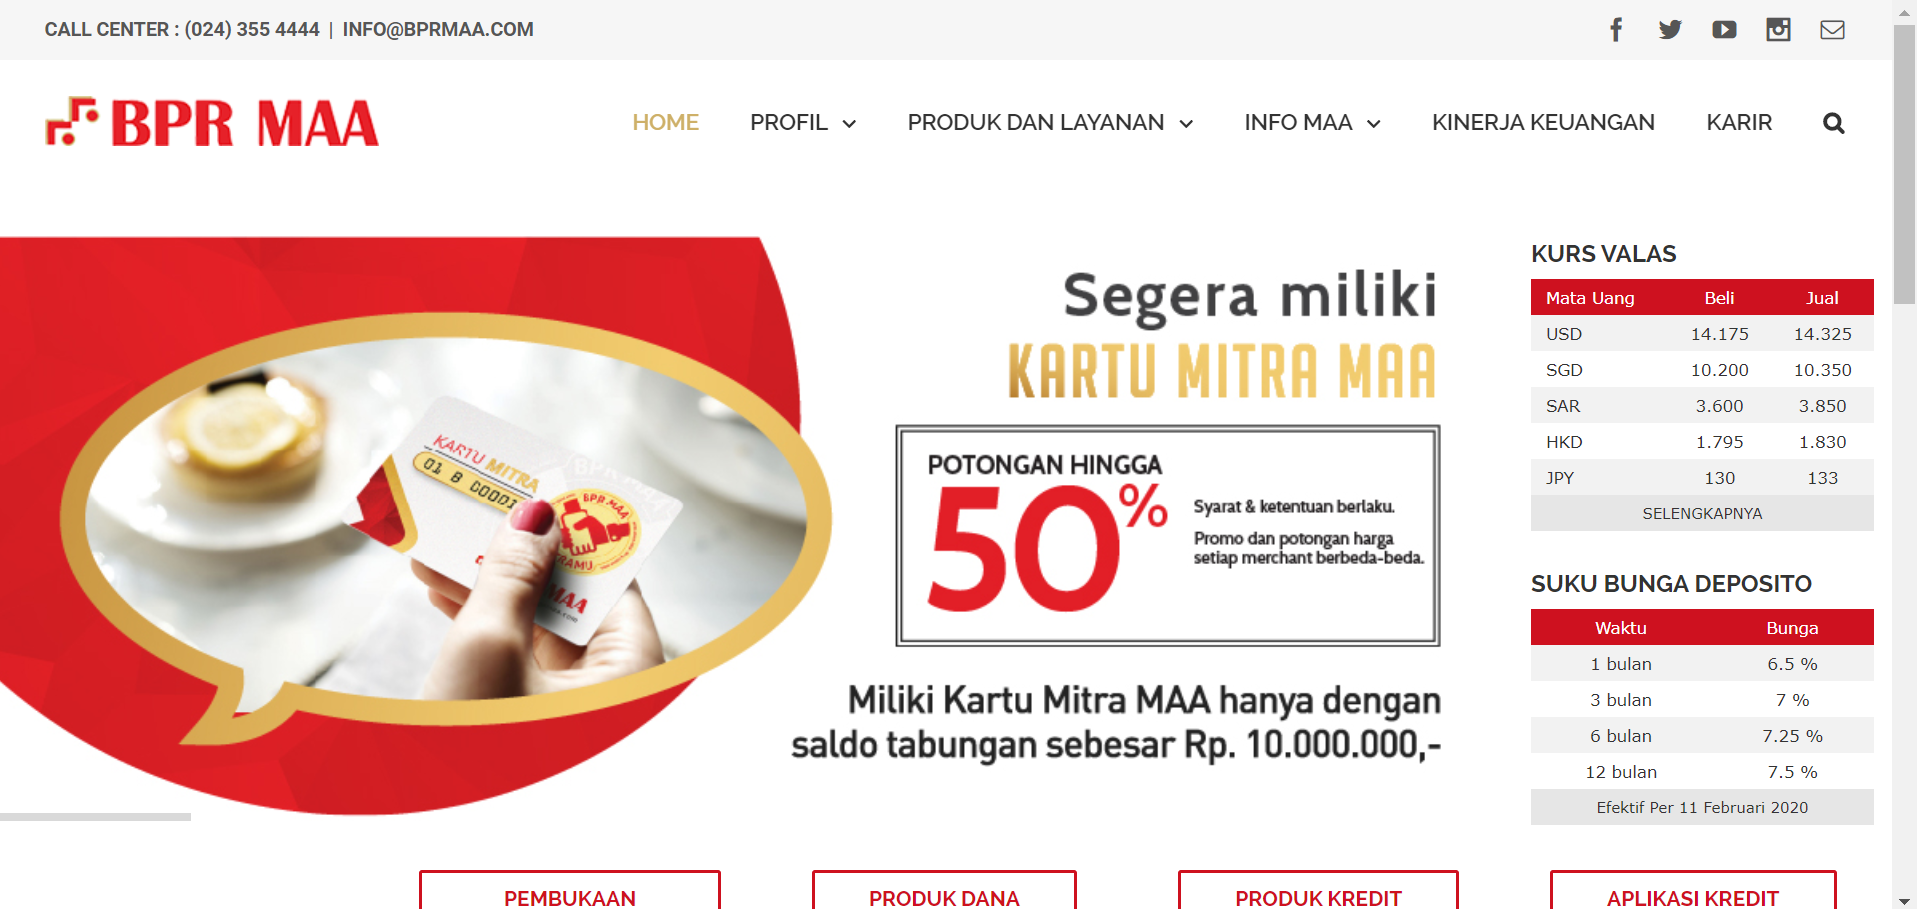 CALL CENTER : (024) 355 4444 | INFO@BPRMAA.COM
BPR MAA
HOME PROFIL PRODUK DAN LAYANAN INFO MAA KINERJA KEUANGAN KARIR
Segera miliki
KARTU MITRA MAA
POTONGAN HINGGA
50%
Syarat & ketentuan berlaku.
Promo dan potongan harga
setiap merchant berbeda-beda.
Miliki Kartu Mitra MAA hanya dengan
saldo tabungan sebesar Rp. 10.000.000,-
KARTU MITRA
BPR MAA
KURS VALAS
Mata Uang Beli Jual
USD 14.175 14.325
SGD 10.200 10.350
SAR 3.600 3.850
HKD 1.795 1.830
JPY 130 133
SELENGKAPNYA
SUKU BUNGA DEPOSITO
Waktu Bunga
1 bulan 6.5 %
3 bulan 7 %
6 bulan 7.25 %
12 bulan 7.5 %
Efektif Per 11 Februari 2020
PEMBUKAAN PRODUK DANA PRODUK KREDIT APLIKASI KREDIT